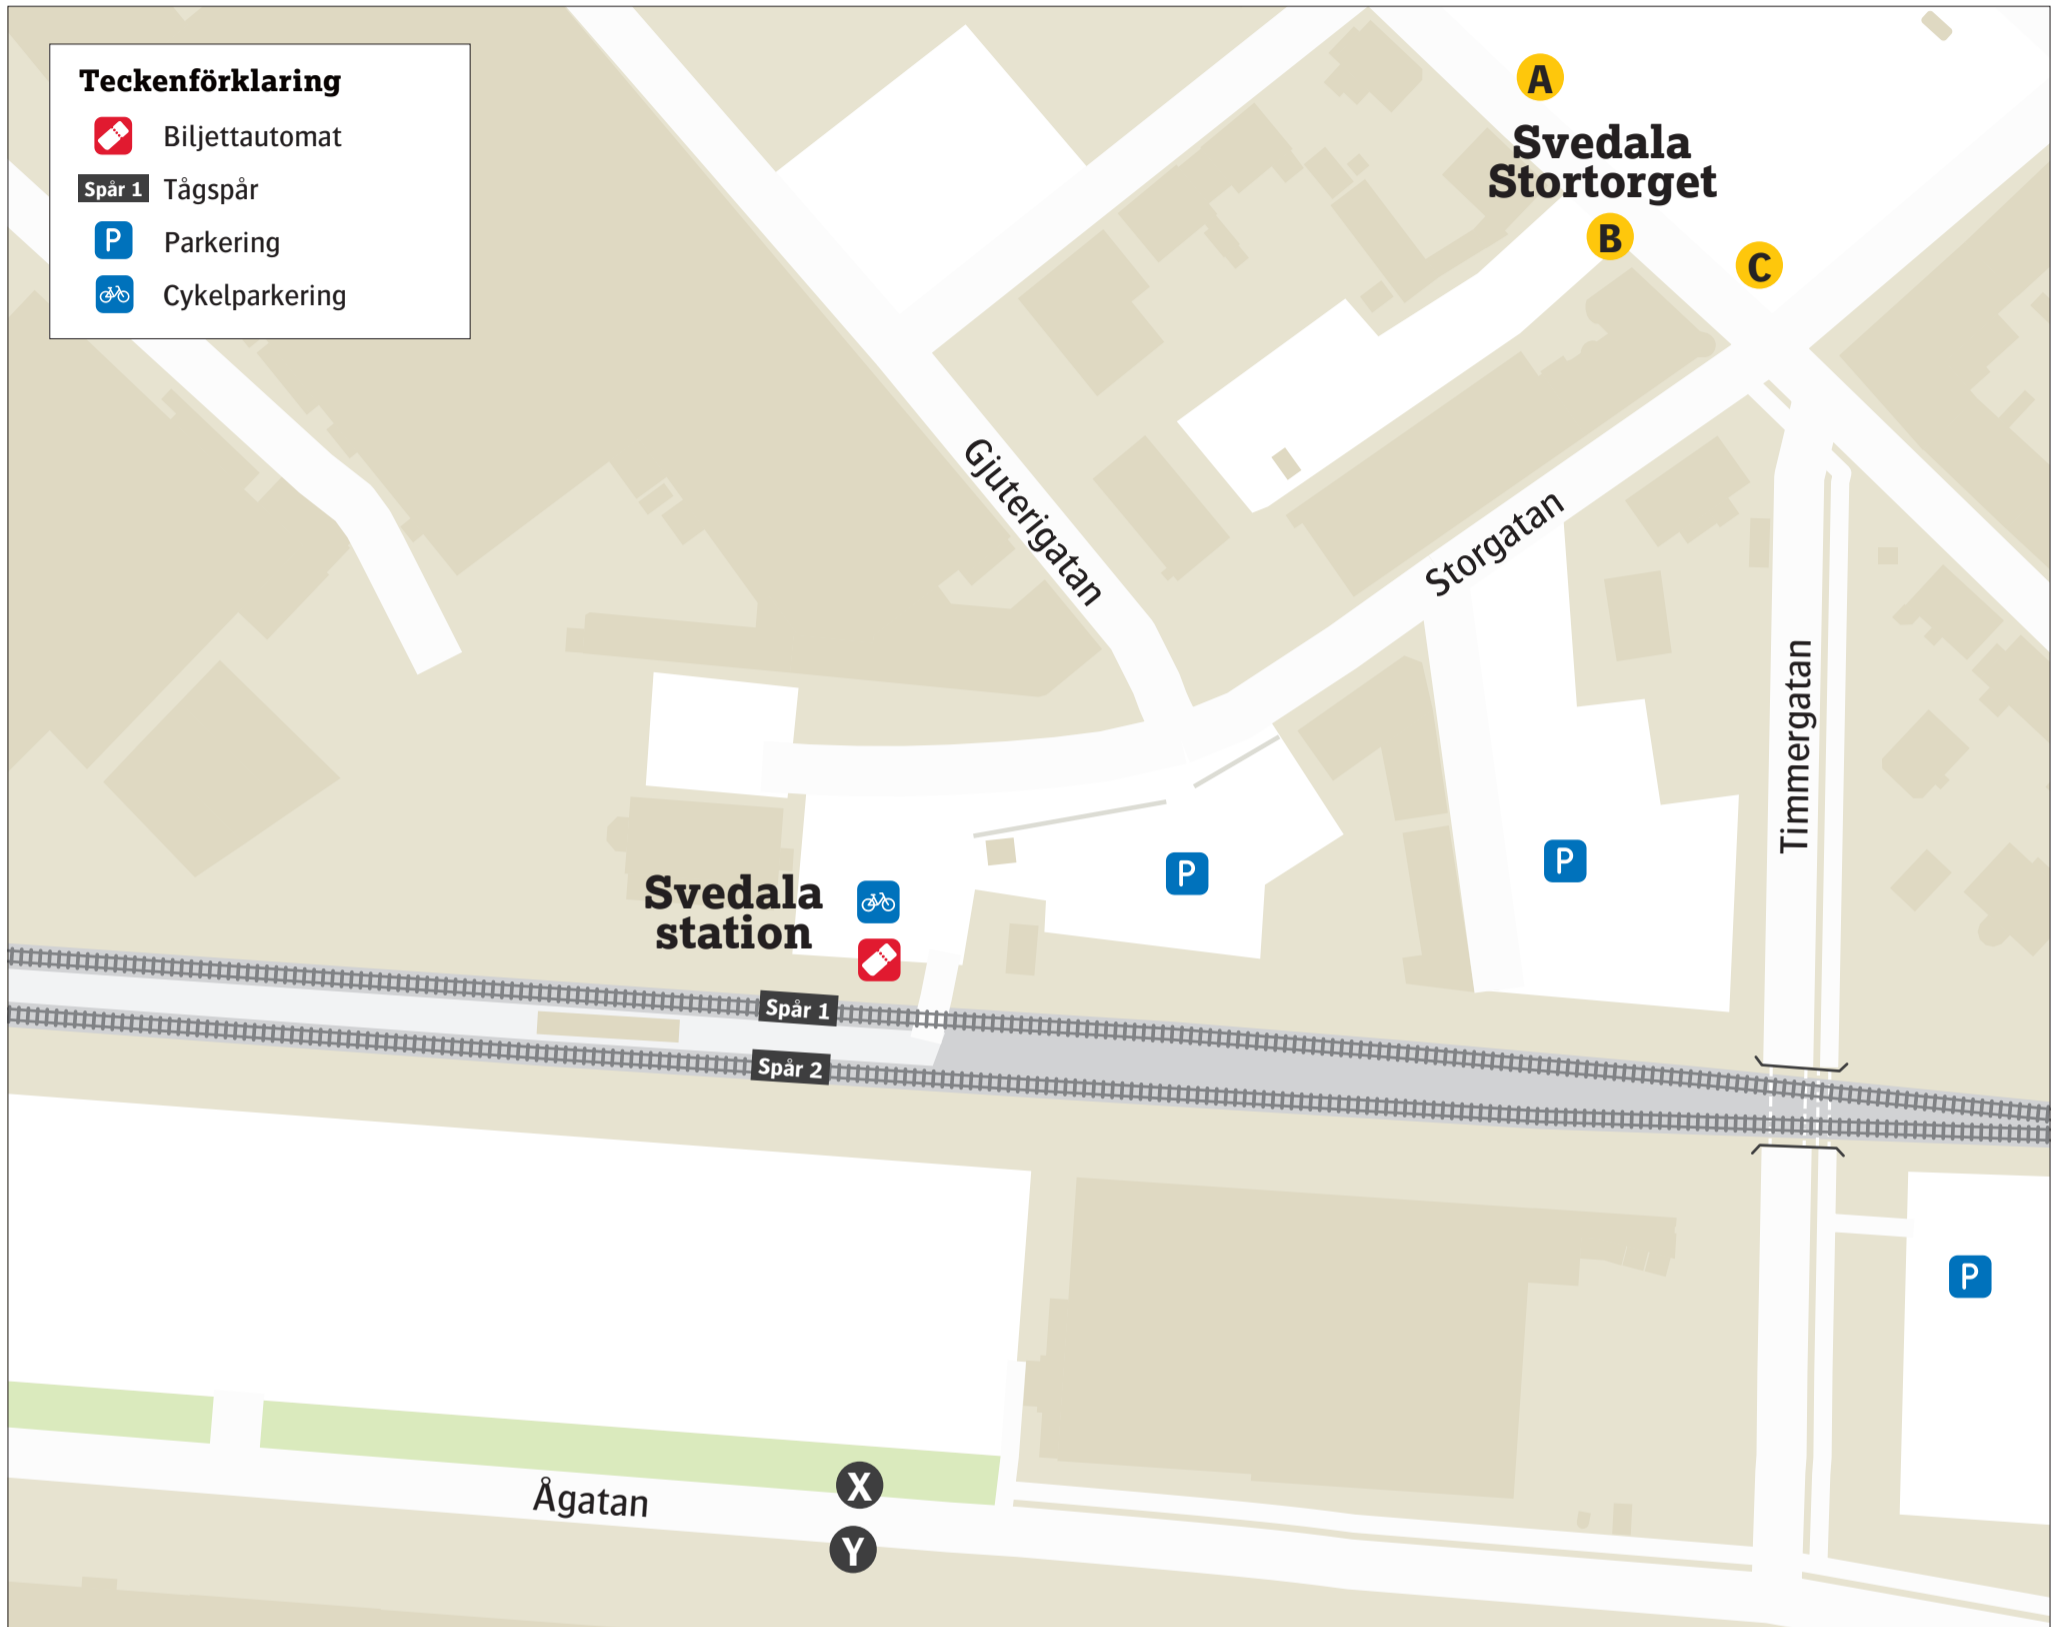 Teckenförklaring
Biljettautomat
Spår 1 Tågspår
P Parkering
Cykelparkering
A
Svedala
Stortorget
B
C
Gjuterigatan
Storgatan
Timmergatan
P
P
Svedala
station
Spår 1
Spår 2
P
X
Ågatan
Y